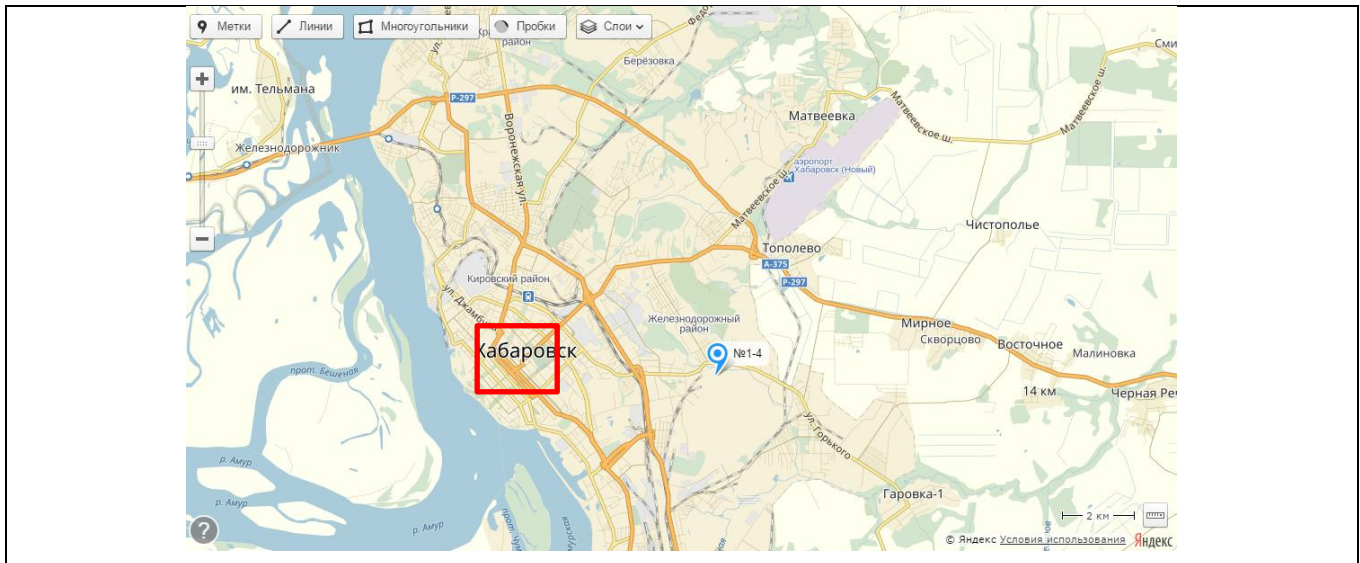 Метки
Линии
Многоугольники
Пробки
Слои
район
Берёзовка
Сми
им. Тельмана
Р-297
Матвеевка
Матвеевское ш.
Матвеевское ш.
Железнодорожник
Воронежская ул.
аэропорт
Хабаровск (Новый)
Матвеевское ш.
Чистополье
Тополево
А-375
Р-297
Кировский район
ул. Джамбула
Железнодорожный
район
Мирное
Скворцово
Восточное
Малиновка
Хабаровск
№1-4
прот. Бешеная
14 км
Черная Реч
ул. Горького
р. Амур
Гаровка-1
р. Амур
р. Амур
2 км
© Яндекс Условия использования Яндекс